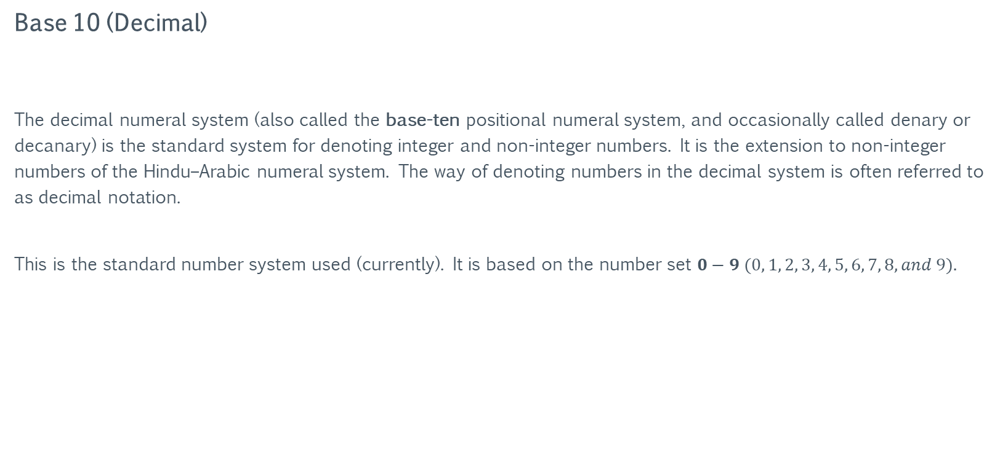 Base 10 (Decimal)
The decimal numeral system (also called the base-ten positional numeral system, and occasionally called denary or
decanary) is the standard system for denoting integer and non-integer numbers. It is the extension to non-integer
numbers of the Hindu–Arabic numeral system. The way of denoting numbers in the decimal system is often referred to
as decimal notation.
This is the standard number system used (currently). It is based on the number set 0 – 9 (0, 1, 2, 3, 4, 5, 6, 7, 8, and 9).